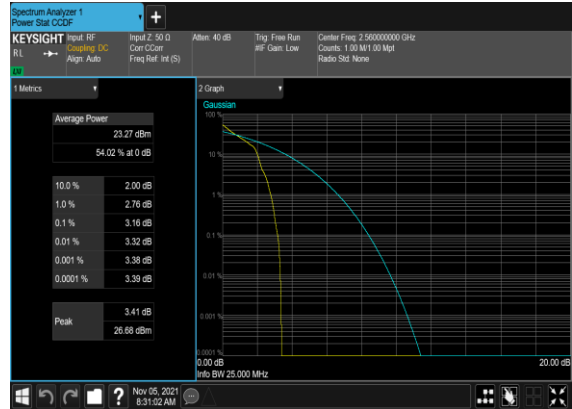 Spectrum Analyzer 1
Power Stat CCDF
KEYSIGHT
RL
Input: RF
Coupling: DC
Align: Auto
Input Z: 50 Ω
Corr CCorr
Freq Ref: Int (S)
Atten: 40 dB
Trig: Free Run
#IF Gain: Low
Center Freq: 2.560000000 GHz
Counts: 1.00 M/1.00 Mpt
Radio Std: None
1 Metrics
Average Power
23.27 dBm
54.02 % at 0 dB
10.0 % 2.00 dB
1.0 % 2.76 dB
0.1 % 3.16 dB
0.01 % 3.32 dB
0.001 % 3.38 dB
0.0001 % 3.39 dB
Peak
3.41 dB
26.68 dBm
2 Graph
Gaussian
100 %
10 %
1 %
0.1 %
0.01 %
0.001 %
0.0001 %
0.00 dB 20.00 dB
Info BW 25.000 MHz
Nov 05, 2021
8:31:02 AM